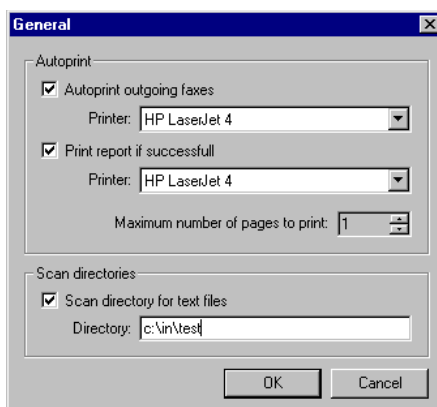 General
Autoprint
Autoprint outgoing faxes
Printer: HP LaserJet 4
Print report if successfull
Printer: HP LaserJet 4
Maximum number of pages to print: 1
Scan directories
Scan directory for text files
Directory: c:\in\test
OK Cancel